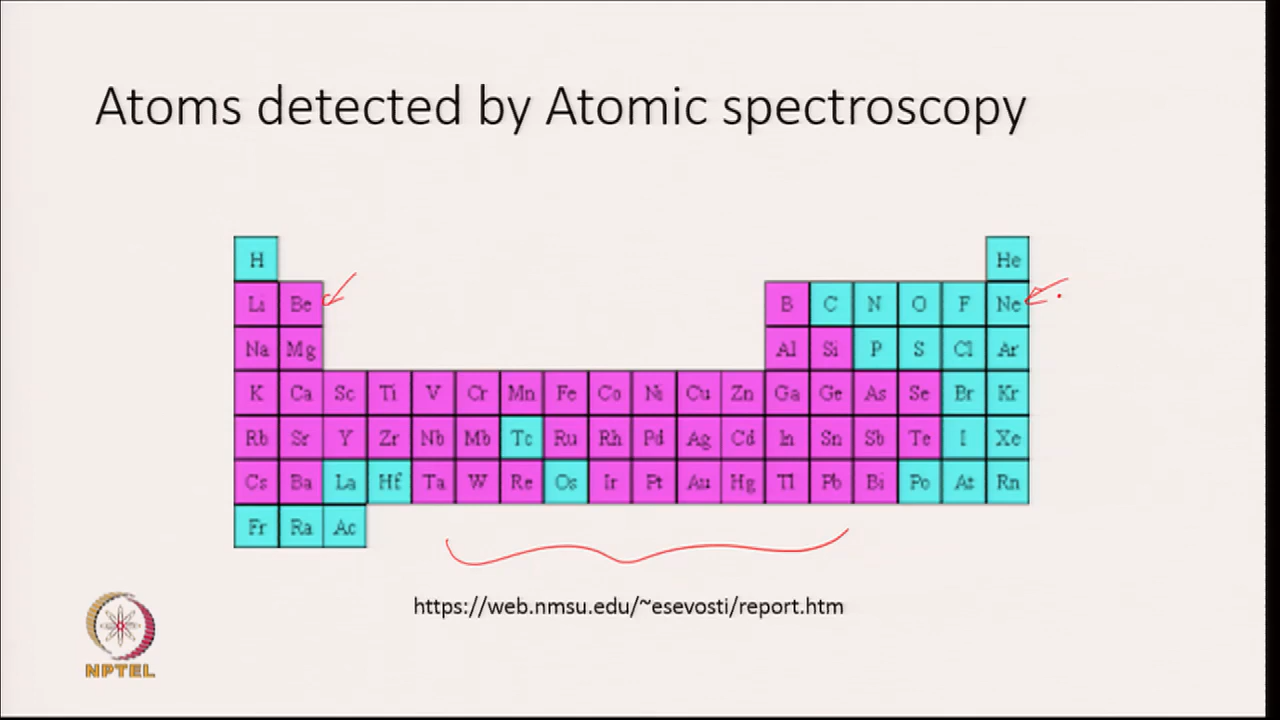 Atoms detected by Atomic spectroscopy
H He
Li Be B C N O F Ne
Na Mg Al Si P S Cl Ar
K Ca Sc Ti V Cr Mn Fe Co Ni Cu Zn Ga Ge As Se Br Kr
Rb Sr Y Zr Nb Mb Tc Ru Rh Pd Ag Cd In Sn Sb Te I Xe
Cs Ba La Hf Ta W Re Os Ir Pt Au Hg Tl Pb Bi Po At Rn
Fr Ra Ac
https://web.nmsu.edu/~esevosti/report.htm
NPTEL